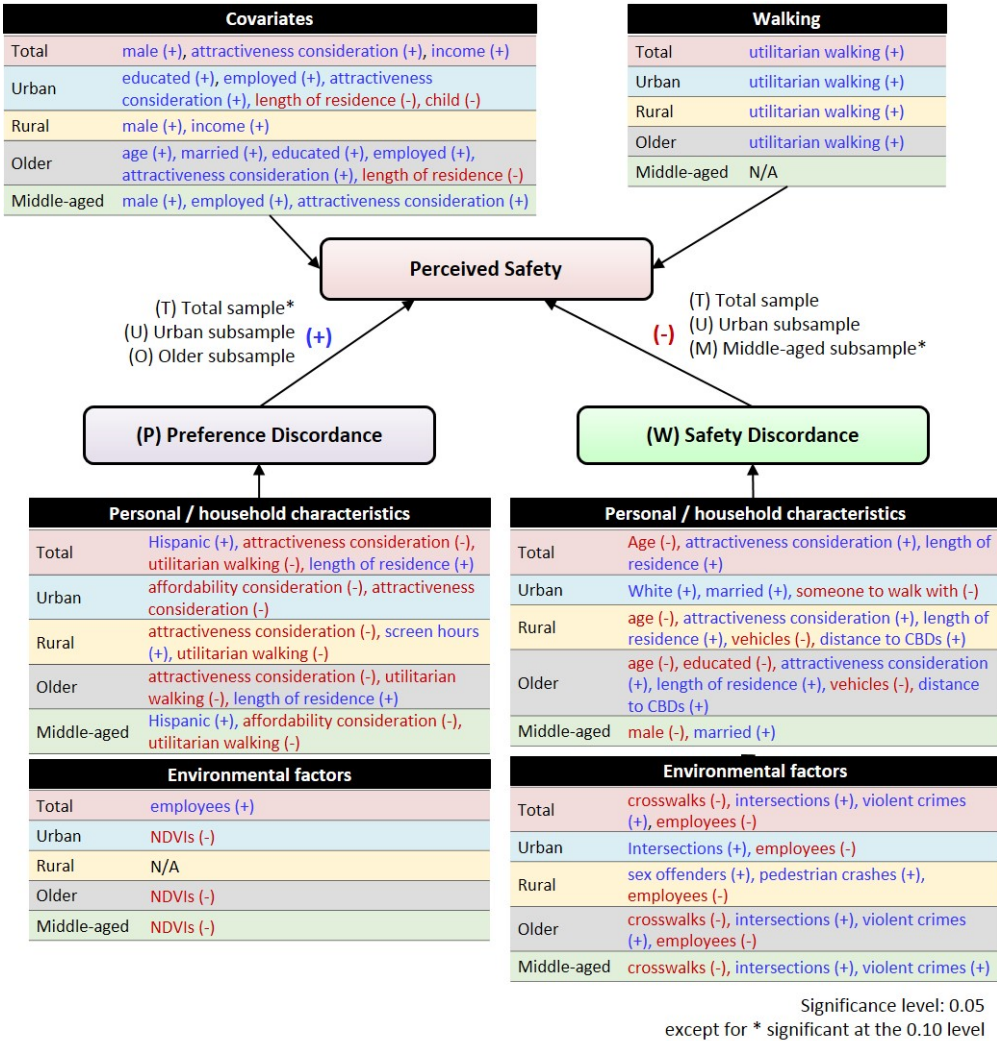 Covariates
Total male (+), attractiveness consideration (+), income (+)
Urban educated (+), employed (+), attractiveness
consideration (+), length of residence (-), child (-)
Rural male (+), income (+)
Older age (+), married (+), educated (+), employed (+),
attractiveness consideration (+), length of residence (-)
Middle-aged male (+), employed (+), attractiveness consideration (+)
Walking
Total utilitarian walking (+)
Urban utilitarian walking (+)
Rural utilitarian walking (+)
Older utilitarian walking (+)
Middle-aged N/A
Perceived Safety
(T) Total sample*
(U) Urban subsample
(O) Older subsample
(+)
(-)
(T) Total sample
(U) Urban subsample
(M) Middle-aged subsample*
(P) Preference Discordance
(W) Safety Discordance
Personal / household characteristics
Total Hispanic (+), attractiveness consideration (-),
utilitarian walking (-), length of residence (+)
Urban affordability consideration (-), attractiveness
consideration (-)
Rural attractiveness consideration (-), screen hours
(+), utilitarian walking (-)
Older attractiveness consideration (-), utilitarian
walking (-), length of residence (+)
Middle-aged Hispanic (+), affordability consideration (-),
utilitarian walking (-)
Environmental factors
Total employees (+)
Urban NDVIs (-)
Rural N/A
Older NDVIs (-)
Middle-aged NDVIs (-)
Personal / household characteristics
Total Age (-), attractiveness consideration (+), length of
residence (+)
Urban White (+), married (+), someone to walk with (-)
Rural age (-), attractiveness consideration (+), length of
residence (+), vehicles (-), distance to CBDs (+)
Older age (-), educated (-), attractiveness consideration
(+), length of residence (+), vehicles (-), distance
to CBDs (+)
Middle-aged male (-), married (+)
Environmental factors
Total crosswalks (-), intersections (+), violent crimes
(+), employees (-)
Urban Intersections (+), employees (-)
Rural sex offenders (+), pedestrian crashes (+),
employees (-)
Older crosswalks (-), intersections (+), violent crimes
(+), employees (-)
Middle-aged crosswalks (-), intersections (+), violent crimes (+)
Significance level: 0.05
except for * significant at the 0.10 level